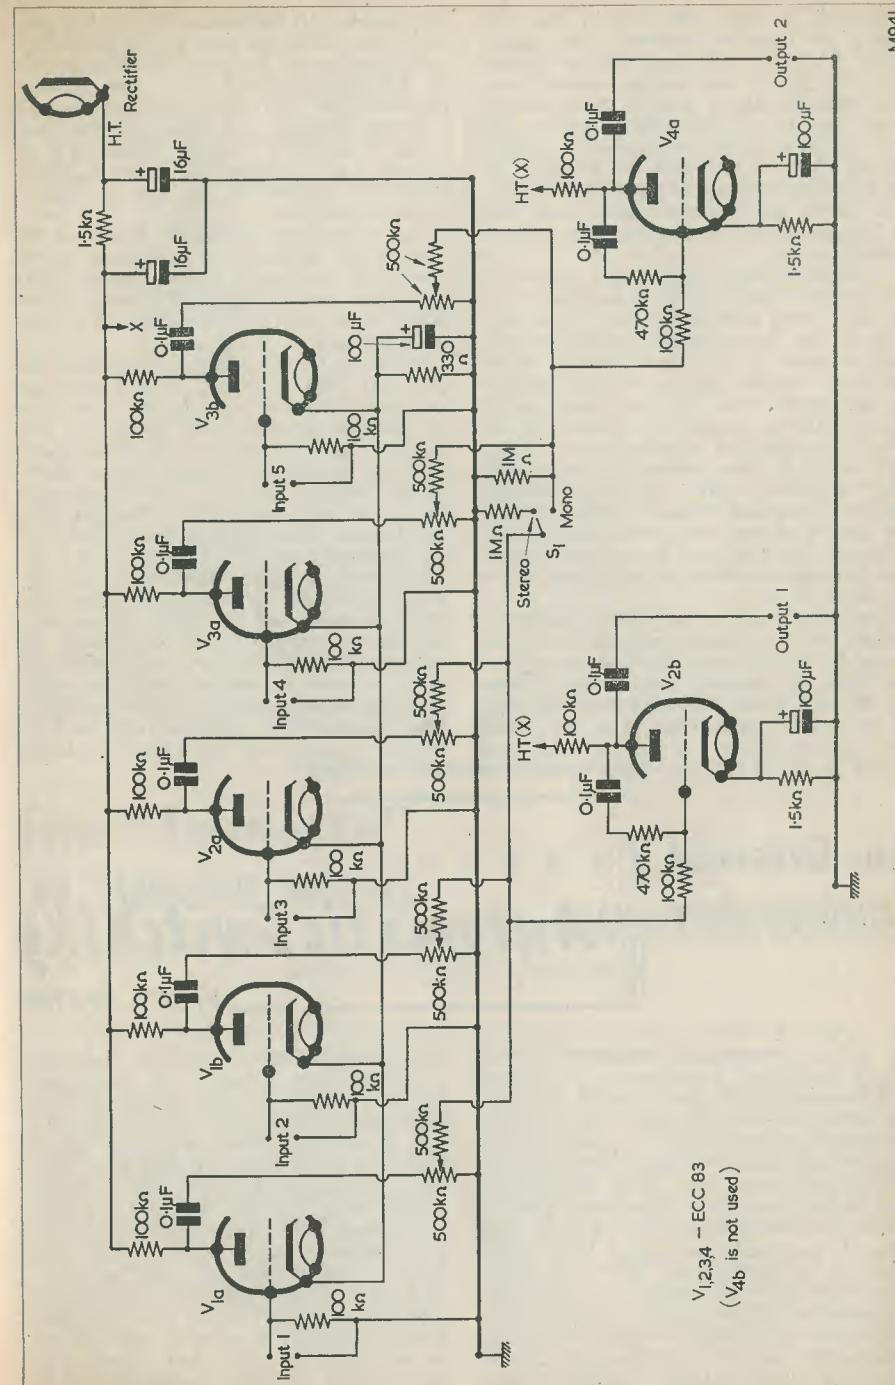 100kΩ
0·1µF
V1a
Input 1
100
kΩ
500kΩ
500kΩ
100kΩ
0·1µF
V1b
Input 2
100
kΩ
500kΩ
500kΩ
100kΩ
0·1µF
V2a
Input 3
100
kΩ
500kΩ
500kΩ
100kΩ
0·1µF
V3a
Input 4
100
kΩ
500kΩ
500kΩ
100kΩ
X
0·1µF
V3b
Input 5
100
kΩ
100µF
330
Ω
500kΩ
1·5kΩ
16µF
16µF
H.T.
Rectifier
1MΩ
1M
Ω
Stereo
S1
Mono
HT(X)
100kΩ
0·1µF
0·1µF
V2b
470kΩ
100kΩ
1·5kΩ
100µF
Output 1
HT(X)
100kΩ
0·1µF
0·1µF
V4a
470kΩ
100kΩ
1·5kΩ
100µF
Output 2
V1,2,3,4 – ECC 83
(V4b is not used)